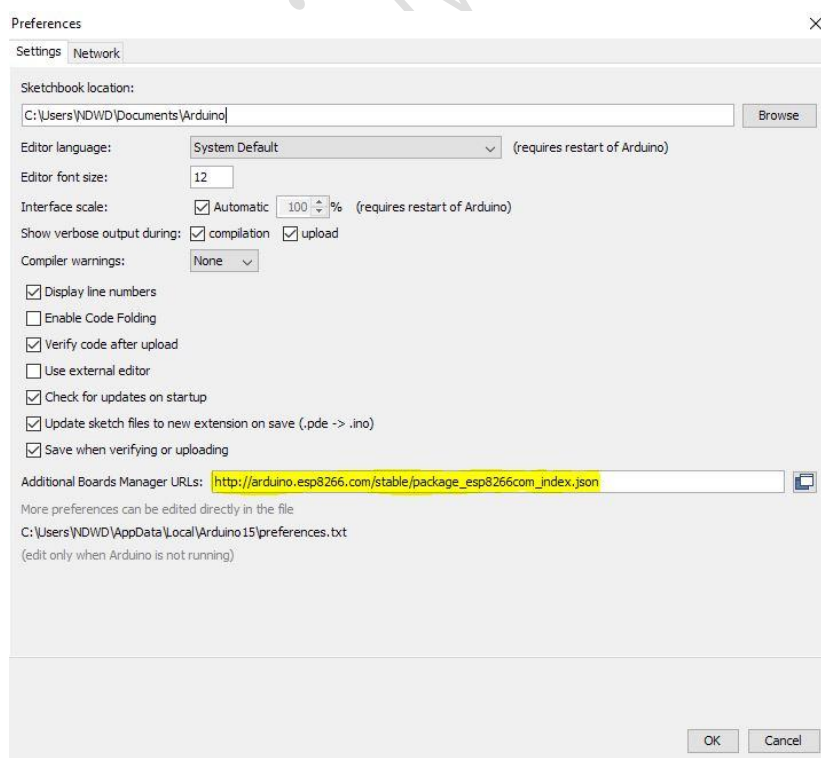 Preferences
Settings Network
Sketchbook location:
C:\Users\NDWD\Documents\Arduino Browse
Editor language: System Default (requires restart of Arduino)
Editor font size: 12
Interface scale: Automatic 100 % (requires restart of Arduino)
Show verbose output during: compilation upload
Compiler warnings: None
Display line numbers
Enable Code Folding
Verify code after upload
Use external editor
Check for updates on startup
Update sketch files to new extension on save (.pde -> .ino)
Save when verifying or uploading
Additional Boards Manager URLs: http://arduino.esp8266.com/stable/package_esp8266com_index.json
More preferences can be edited directly in the file
C:\Users\NDWD\AppData\Local\Arduino15\preferences.txt
(edit only when Arduino is not running)
OK Cancel